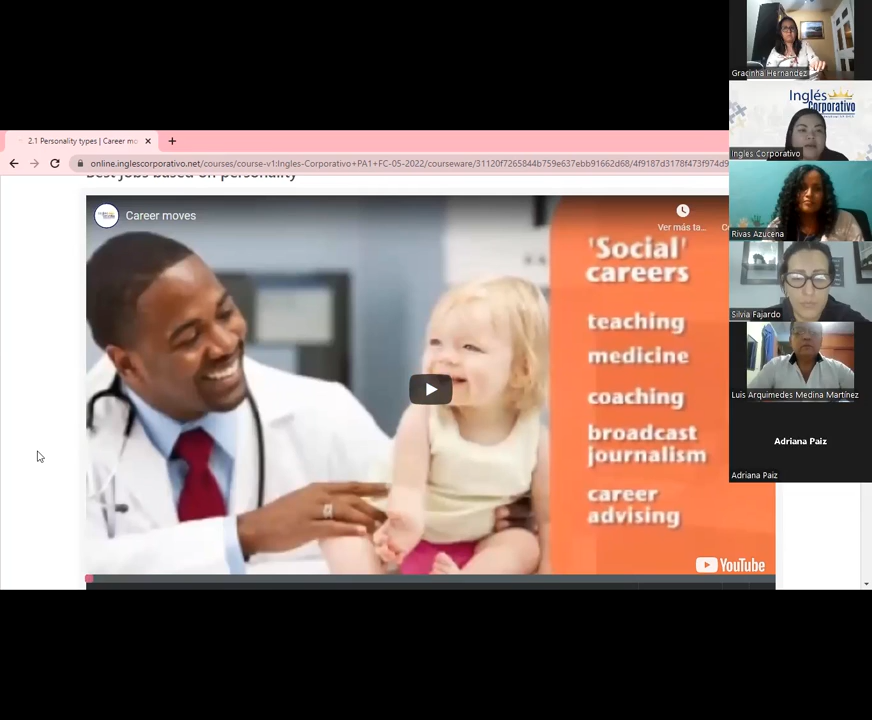 Gracinha Hernandez
2.1 Personality types | Career mo
online.inglescorporativo.net/courses/course-v1:Ingles-Corporativo+PA1+FC-05-2022/courseware/31120f7265844b759e637ebb91662d68/4f9187d3178f473f974d9
Inglés
Corporativo
Ingles Corporativo
Best jobs based on personality
Career moves
Ver más ta...
'Social'
careers
teaching
medicine
coaching
broadcast
journalism
career
advising
YouTube
Rivas Azucena
Silvia Fajardo
Luis Arquimedes Medina Martínez
Adriana Paiz
Adriana Paiz